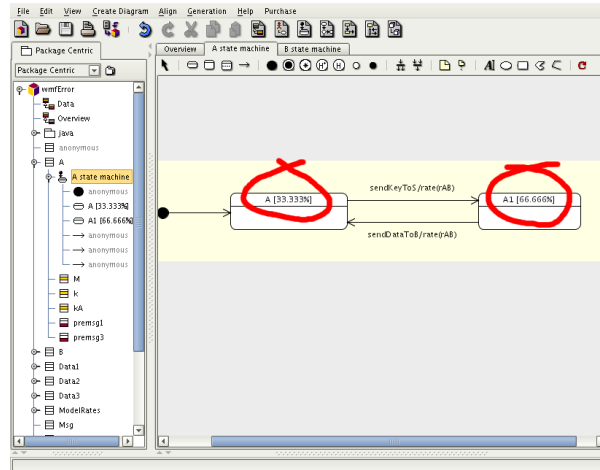 File Edit View Create Diagram Align Generation Help Purchase
Package Centric
Overview A state machine B state machine
Package Centric
wmfError
Data
Overview
java
anonymous
A
A state machine
anonymous
A [33.333%]
A1 [66.666%]
anonymous
anonymous
anonymous
M
k
kA
premsg1
premsg3
B
Data1
Data2
Data3
ModelRates
Msg
sendKeyToS/rate(rAB)
A [33.333%]
A1 [66.666%]
sendDataToB/rate(rAB)